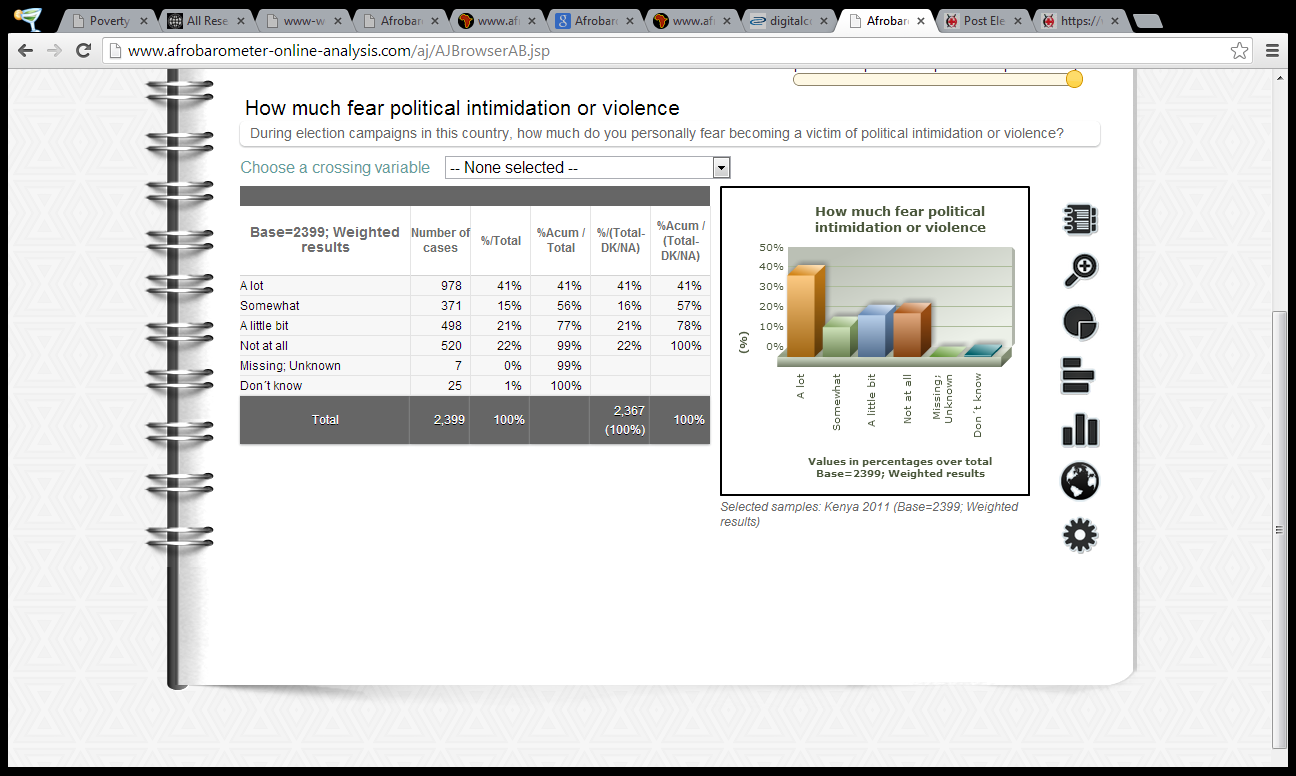 Poverty
All Rese
www-w
Afrobar
www.afr
Afrobar
www.afr
digitalc
Afrobar
Post Ele
https://
www.afrobarometer-online-analysis.com/aj/AJBrowserAB.jsp
How much fear political intimidation or violence
During election campaigns in this country, how much do you personally fear becoming a victim of political intimidation or violence?
Choose a crossing variable -- None selected --
Base=2399; Weighted results Number of cases %/Total %Acum / Total %/(Total-DK/NA) %Acum / (Total-DK/NA)
A lot 978 41% 41% 41% 41%
Somewhat 371 15% 56% 16% 57%
A little bit 498 21% 77% 21% 78%
Not at all 520 22% 99% 22% 100%
Missing; Unknown 7 0% 99%
Don´t know 25 1% 100%
Total 2,399 100% 2,367 (100%) 100%
How much fear political
intimidation or violence
50%
40%
30%
20%
10%
0%
(%)
A lot
Somewhat
A little bit
Not at all
Missing;
Unknown
Don´t know
Values in percentages over total
Base=2399; Weighted results
Selected samples: Kenya 2011 (Base=2399; Weighted
results)